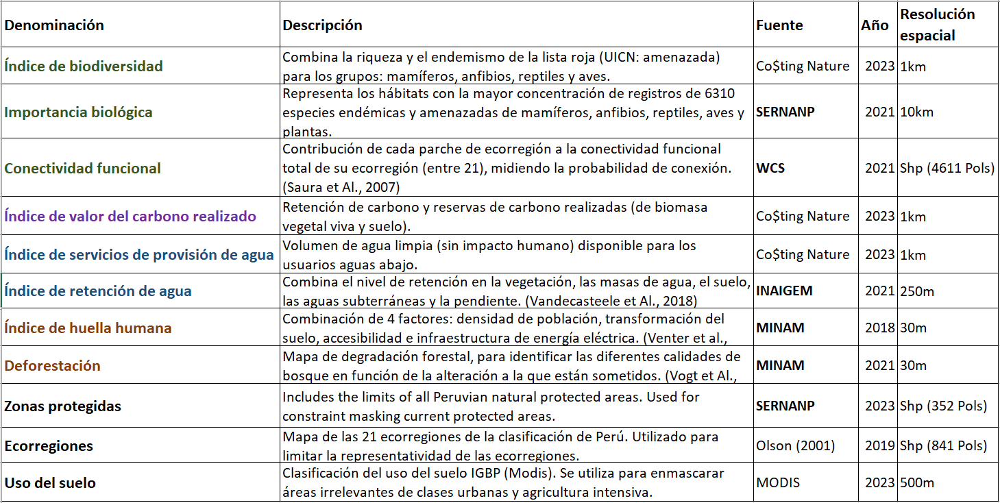 Denominación Descripción Fuente Año Resolución espacial
Índice de biodiversidad
Combina la riqueza y el endemismo de la lista roja (UICN: amenazada)
para los grupos: mamíferos, anfibios, reptiles y aves.
Co$ting Nature 2023 1km
Importancia biológica
Representa los hábitats con la mayor concentración de registros de 6310
especies endémicas y amenazadas de mamíferos, anfibios, reptiles, aves y
plantas.
SERNANP 2021 10km
Conectividad funcional
Contribución de cada parche de ecorregión a la conectividad funcional
total de su ecorregión (entre 21), midiendo la probabilidad de conexión.
(Saura et Al., 2007)
WCS 2021 Shp (4611 Pols)
Índice de valor del carbono realizado
Retención de carbono y reservas de carbono realizadas (de biomasa
vegetal viva y suelo).
Co$ting Nature 2023 1km
Índice de servicios de provisión de agua
Volumen de agua limpia (sin impacto humano) disponible para los
usuarios aguas abajo.
Co$ting Nature 2023 1km
Índice de retención de agua
Combina el nivel de retención en la vegetación, las masas de agua, el suelo,
las aguas subterráneas y la pendiente. (Vandecasteele et Al., 2018)
INAIGEM 2021 250m
Índice de huella humana
Combinación de 4 factores: densidad de población, transformación del
suelo, accesibilidad e infraestructura de energía eléctrica. (Venter et al.,
MINAM 2018 30m
Deforestación
Mapa de degradación forestal, para identificar las diferentes calidades de
bosque en función de la alteración a la que están sometidos. (Vogt et Al.,
MINAM 2021 30m
Zonas protegidas
Includes the limits of all Peruvian natural protected areas. Used for
constraint masking current protected areas.
SERNANP 2023 Shp (352 Pols)
Ecorregiones
Mapa de las 21 ecorregiones de la clasificación de Perú. Utilizado para
limitar la representatividad de las ecorregiones.
Olson (2001) 2019 Shp (841 Pols)
Uso del suelo
Clasificación del uso del suelo IGBP (Modis). Se utiliza para enmascarar
áreas irrelevantes de clases urbanas y agricultura intensiva.
MODIS 2023 500m